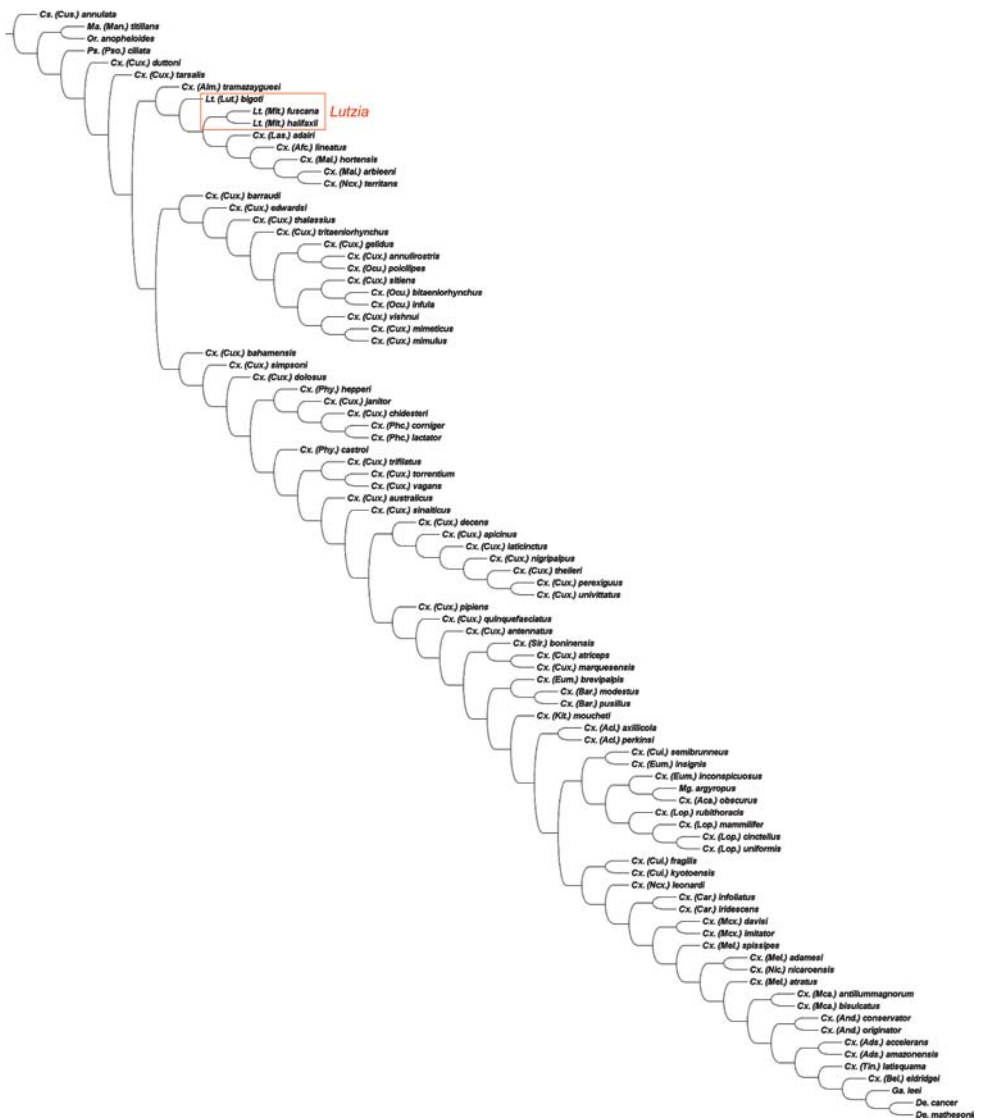 Cs. (Cus.) annulata
Ma. (Man.) titillans
Or. anopheloides
Ps. (Pso.) ciliata
Cx. (Cux.) duttoni
Cx. (Cux.) tarsalis
Cx. (Alm.) tramazayguesi
Lt. (Lut.) bigoti
Lt. (Mlt.) fuscana
Lutzia
Lt. (Mlt.) halifaxii
Cx. (Las.) adairi
Cx. (Afc.) lineatus
Cx. (Mai.) hortensis
Cx. (Mai.) arbieeni
Cx. (Ncx.) territans
Cx. (Cux.) barraudi
Cx. (Cux.) edwardsi
Cx. (Cux.) thalassius
Cx. (Cux.) tritaeniorhynchus
Cx. (Cux.) gelidus
Cx. (Cux.) annulirostris
Cx. (Ocu.) poicilipes
Cx. (Cux.) sitiens
Cx. (Ocu.) bitaeniorhynchus
Cx. (Ocu.) infula
Cx. (Cux.) vishnui
Cx. (Cux.) mimeticus
Cx. (Cux.) mimulus
Cx. (Cux.) bahamensis
Cx. (Cux.) simpsoni
Cx. (Cux.) dolosus
Cx. (Phy.) hepperi
Cx. (Cux.) janitor
Cx. (Cux.) chidesteri
Cx. (Phc.) corniger
Cx. (Phc.) lactator
Cx. (Phy.) castroi
Cx. (Cux.) trifilatus
Cx. (Cux.) torrentium
Cx. (Cux.) vagans
Cx. (Cux.) australicus
Cx. (Cux.) sinaiticus
Cx. (Cux.) decens
Cx. (Cux.) apicinus
Cx. (Cux.) laticinctus
Cx. (Cux.) nigripalpus
Cx. (Cux.) theileri
Cx. (Cux.) perexiguus
Cx. (Cux.) univittatus
Cx. (Cux.) pipiens
Cx. (Cux.) quinquefasciatus
Cx. (Cux.) antennatus
Cx. (Sir.) boninensis
Cx. (Cux.) atriceps
Cx. (Cux.) marquesensis
Cx. (Eum.) brevipalpis
Cx. (Bar.) modestus
Cx. (Bar.) pusillus
Cx. (Kit.) moucheti
Cx. (Acl.) axillicola
Cx. (Acl.) perkinsi
Cx. (Cui.) semibrunneus
Cx. (Eum.) insignis
Cx. (Eum.) inconspicuosus
Mg. argyropus
Cx. (Aca.) obscurus
Cx. (Lop.) rubithoracis
Cx. (Lop.) mammilifer
Cx. (Lop.) cinctellus
Cx. (Lop.) uniformis
Cx. (Cui.) fragilis
Cx. (Cui.) kyotoensis
Cx. (Ncx.) leonardi
Cx. (Car.) infoliatus
Cx. (Car.) iridescens
Cx. (Mcx.) davisi
Cx. (Mcx.) imitator
Cx. (Mel.) spissipes
Cx. (Mel.) adamesi
Cx. (Nic.) nicaroensis
Cx. (Mel.) atratus
Cx. (Mca.) antillummagnorum
Cx. (Mca.) bisulcatus
Cx. (And.) conservator
Cx. (And.) originator
Cx. (Ads.) accelerans
Cx. (Ads.) amazonensis
Cx. (Tin.) latisquama
Cx. (Bel.) eldridgei
Ga. leei
De. cancer
De. mathesoni